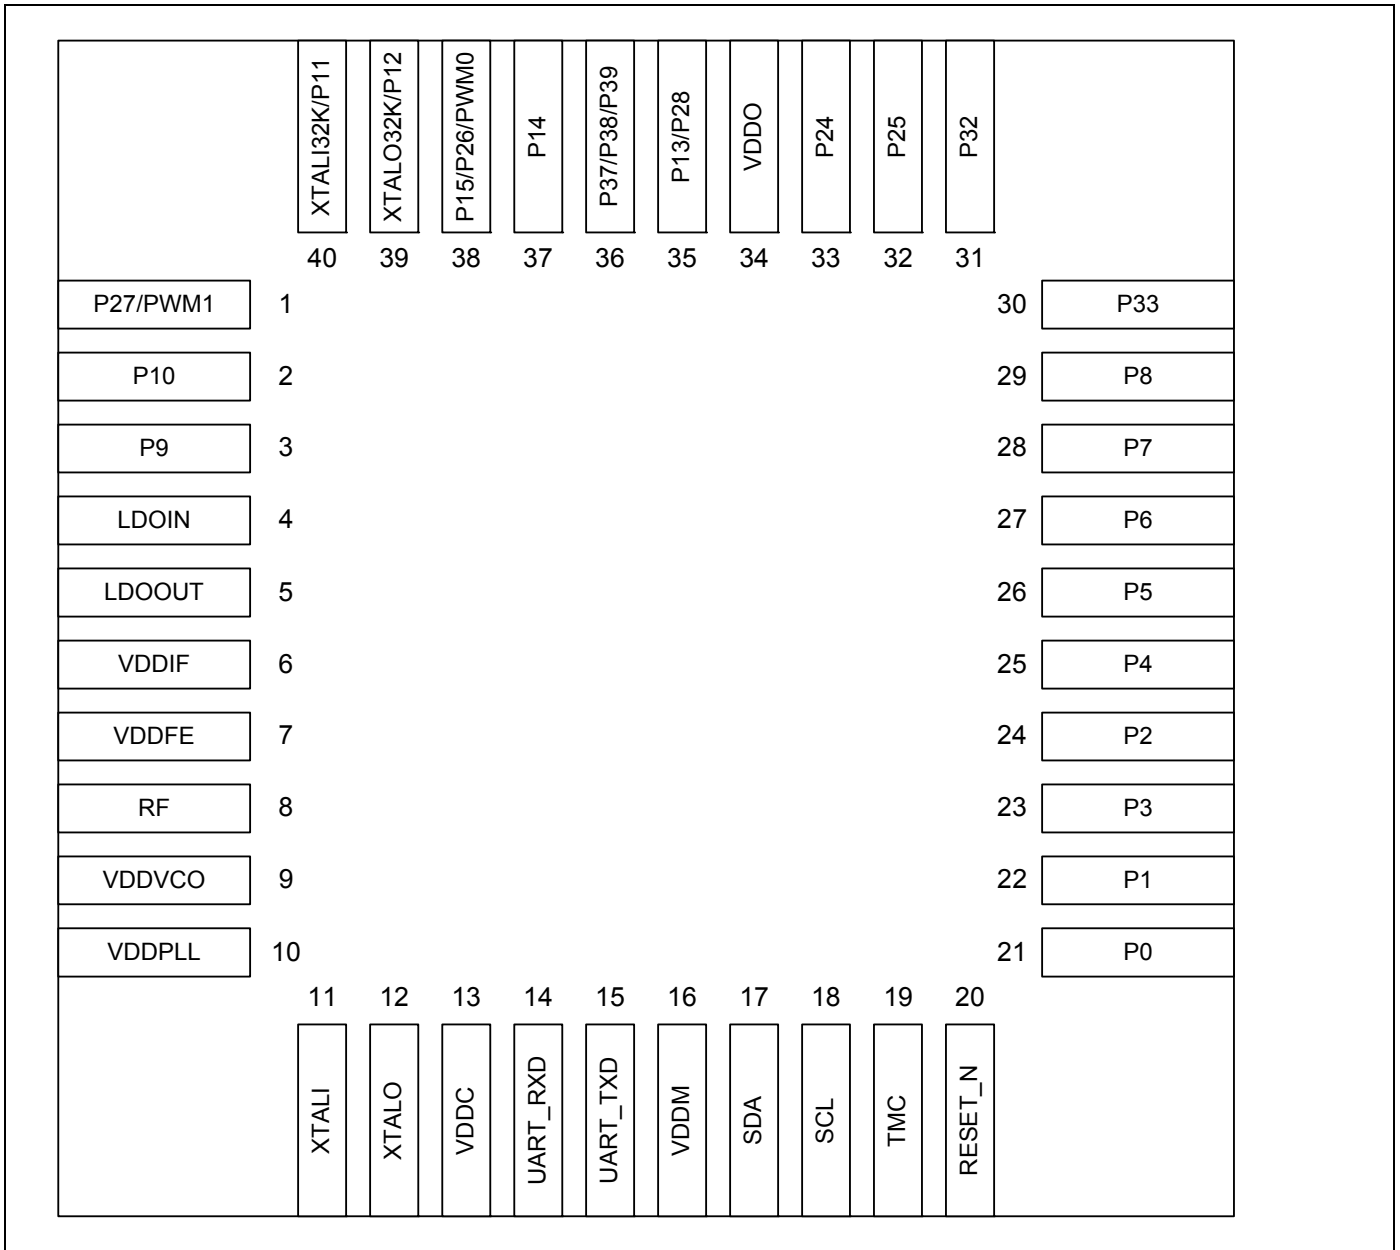 XTALI32K/P11
XTALO32K/P12
P15/P26/PWM0
P14
P37/P38/P39
P13/P28
VDDO
P24
P25
P32
40 39 38 37 36 35 34 33 32 31
P27/PWM1 1 30 P33
P10 2 29 P8
P9 3 28 P7
LDOIN 4 27 P6
LDOOUT 5 26 P5
VDDIF 6 25 P4
VDDFE 7 24 P2
RF 8 23 P3
VDDVCO 9 22 P1
VDDPLL 10 21 P0
11 12 13 14 15 16 17 18 19 20
XTALI
XTALO
VDDC
UART_RXD
UART_TXD
VDDM
SDA
SCL
TMC
RESET_N